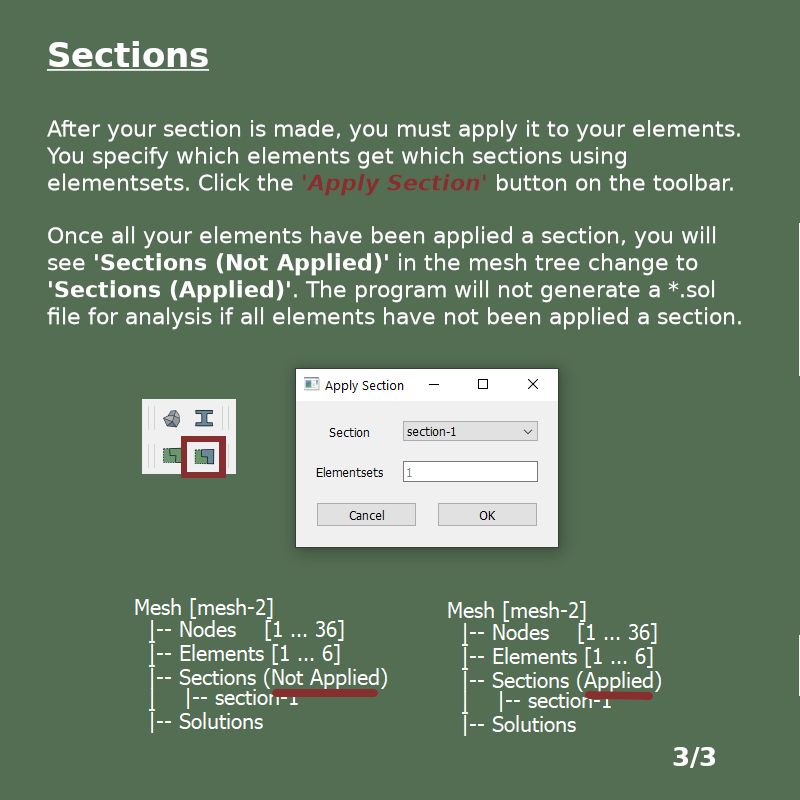 Sections
After your section is made, you must apply it to your elements.
You specify which elements get which sections using
elementsets. Click the 'Apply Section' button on the toolbar.
Once all your elements have been applied a section, you will
see 'Sections (Not Applied)' in the mesh tree change to
'Sections (Applied)'. The program will not generate a *.sol
file for analysis if all elements have not been applied a section.
Apply Section
Section section-1
Elementsets 1
Cancel OK
Mesh [mesh-2]
|-- Nodes [1 ... 36]
|-- Elements [1 ... 6]
|-- Sections (Not Applied)
| |-- section-1
|-- Solutions
Mesh [mesh-2]
|-- Nodes [1 ... 36]
|-- Elements [1 ... 6]
|-- Sections (Applied)
| |-- section-1
|-- Solutions
3/3